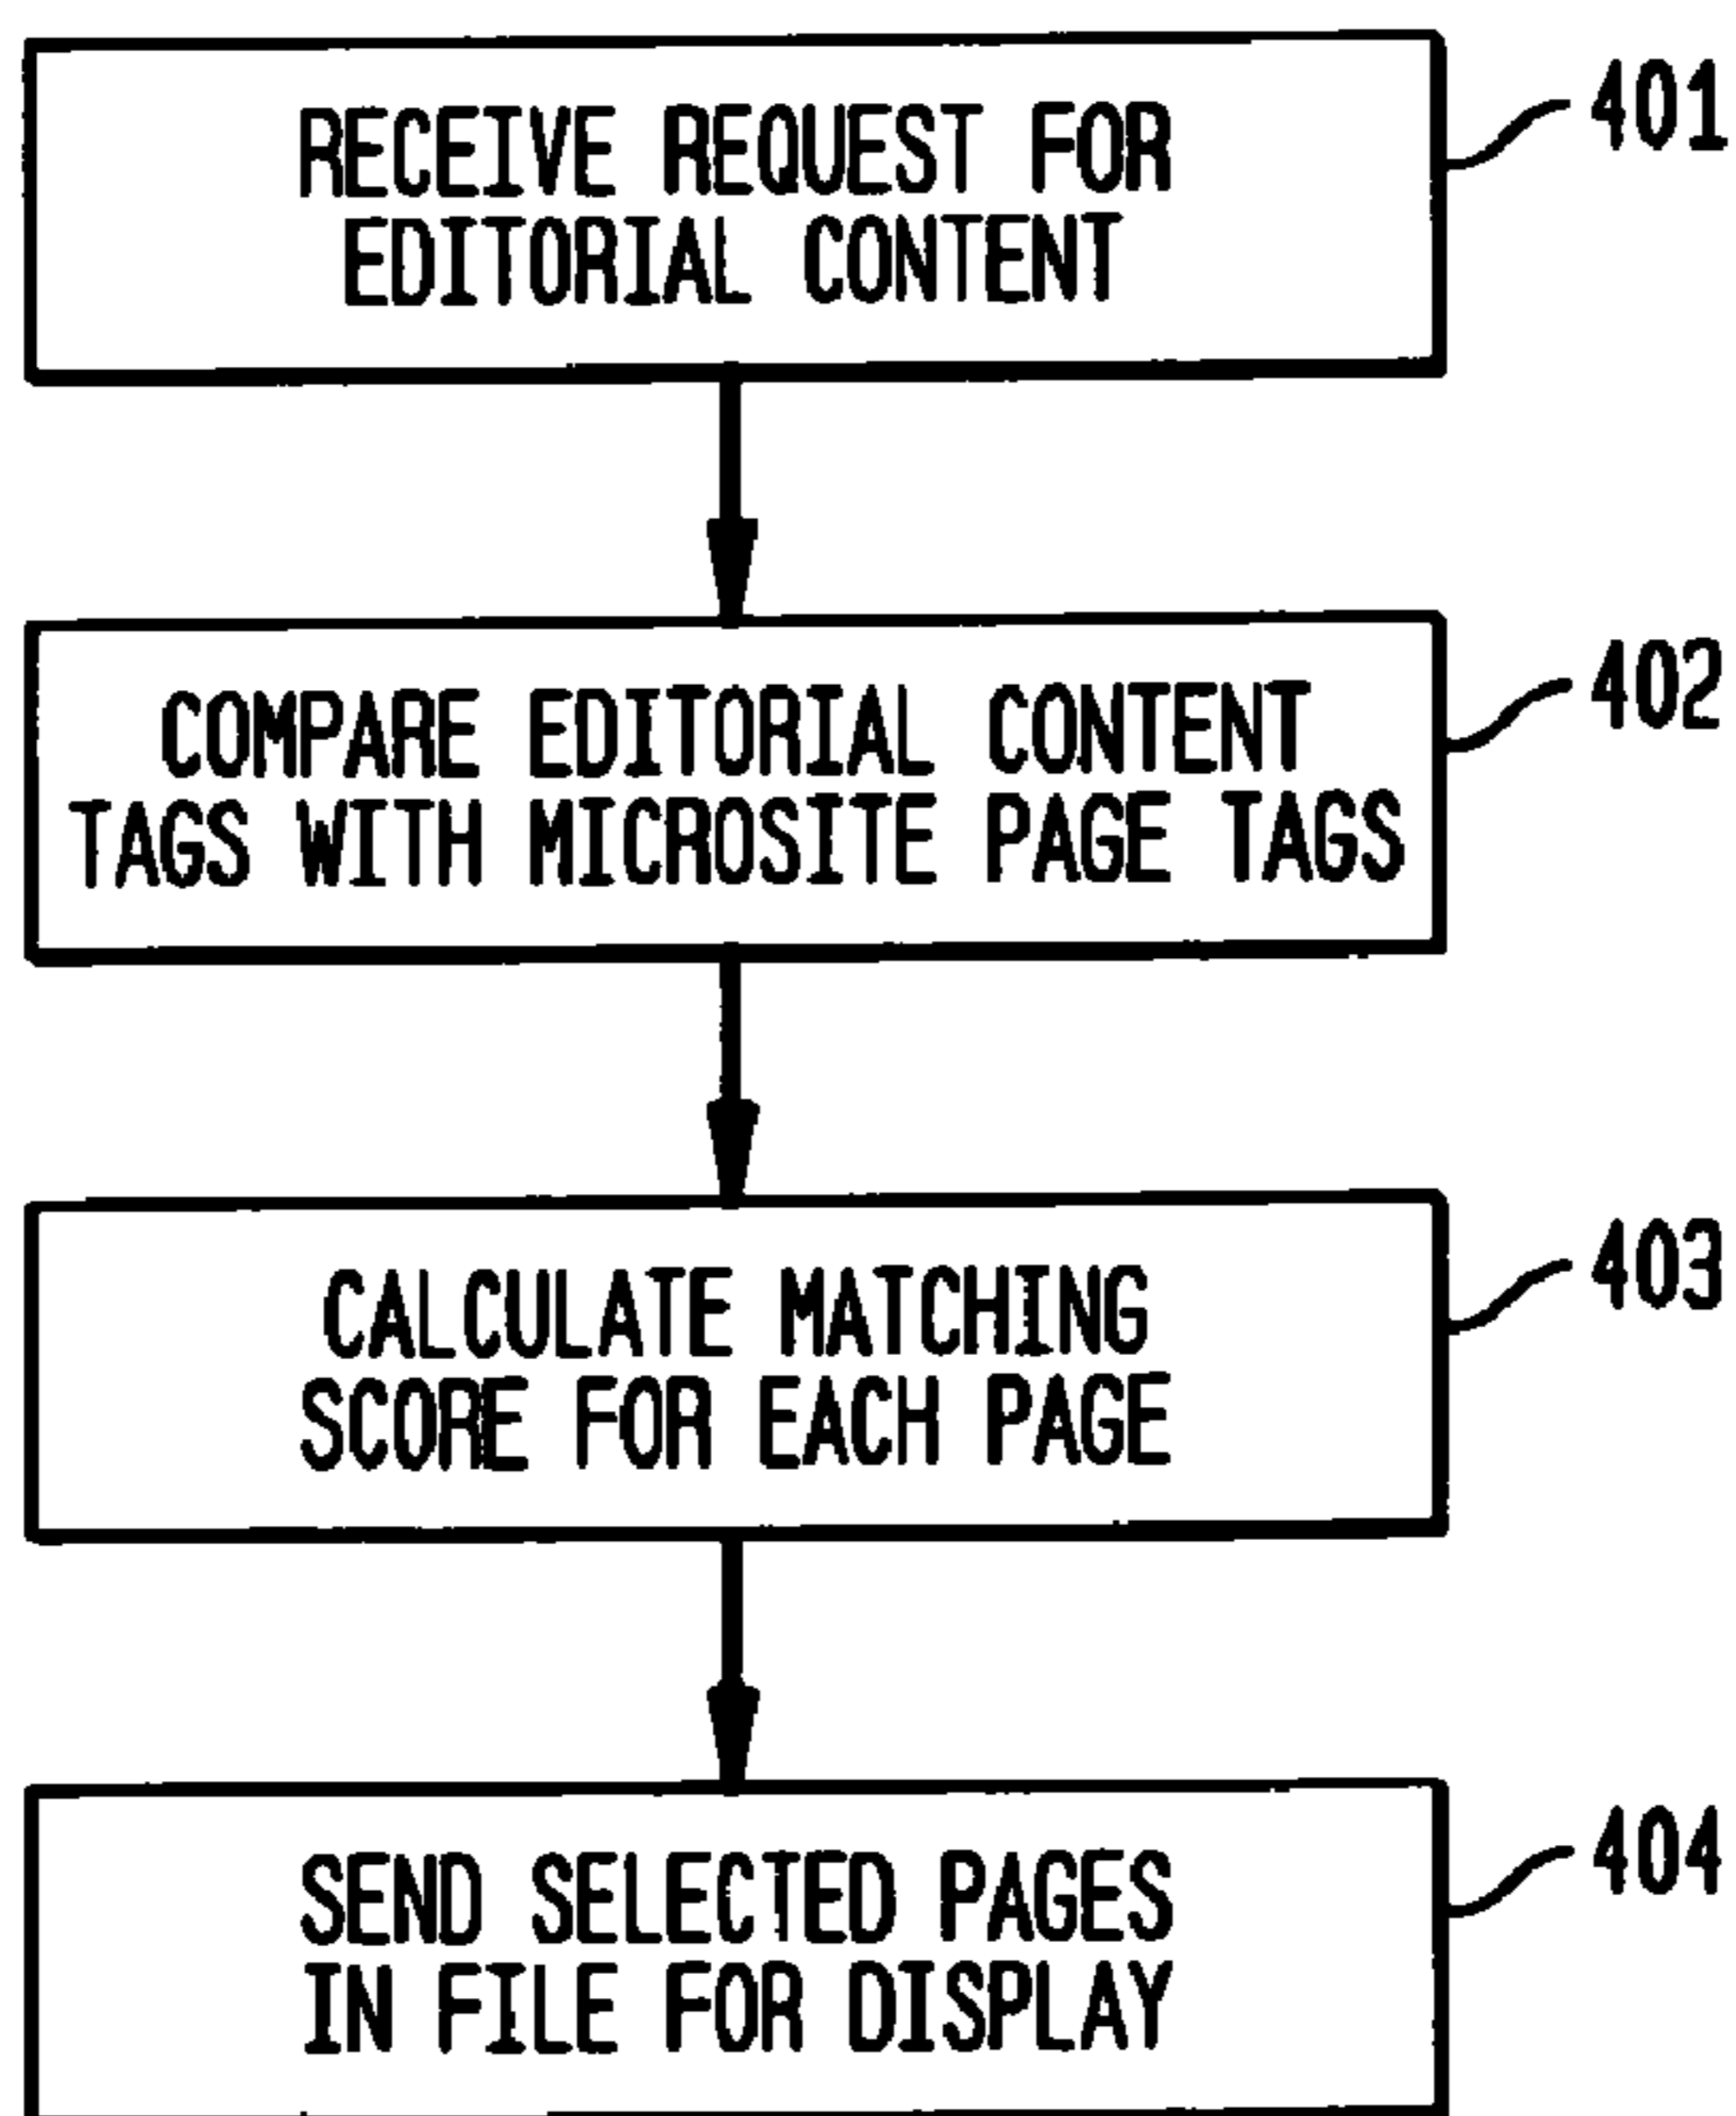 RECEIVE REQUEST FOR
EDITORIAL CONTENT
401
COMPARE EDITORIAL CONTENT
TAGS WITH MICROSITE PAGE TAGS
402
CALCULATE MATCHING
SCORE FOR EACH PAGE
403
SEND SELECTED PAGES
IN FILE FOR DISPLAY
404